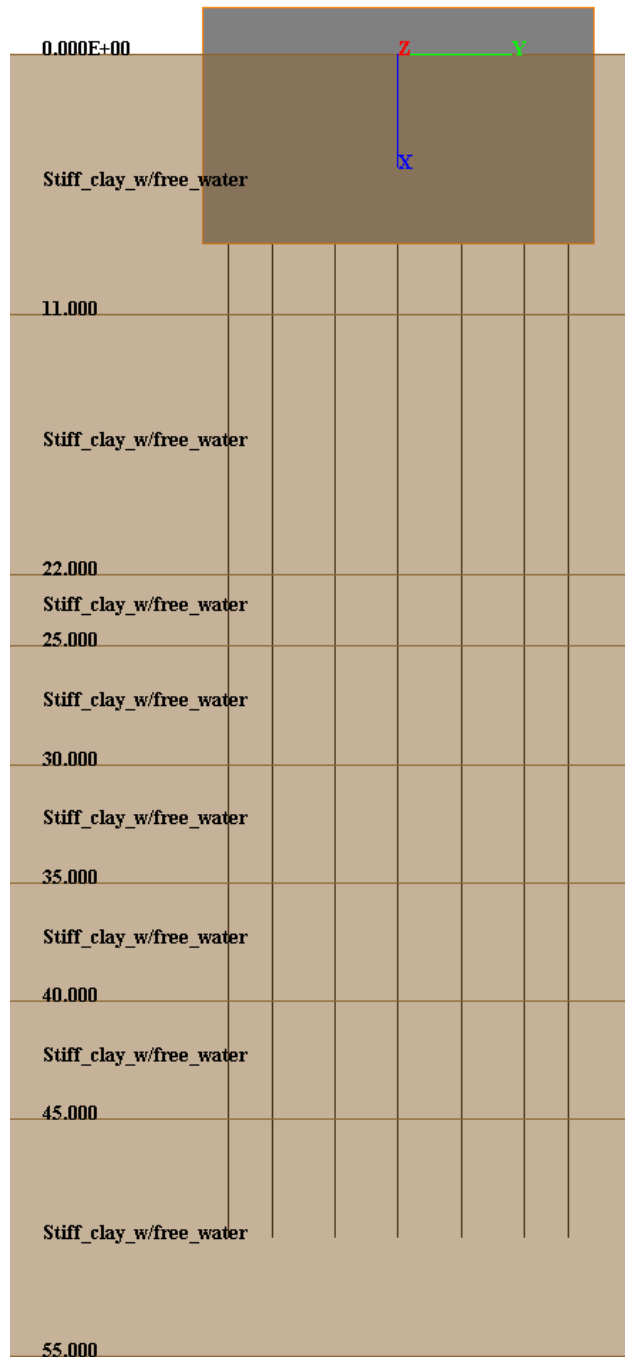 0.000E+00
Z
Y
X
Stiff_clay_w/free_water
11.000
Stiff_clay_w/free_water
22.000
Stiff_clay_w/free_water
25.000
Stiff_clay_w/free_water
30.000
Stiff_clay_w/free_water
35.000
Stiff_clay_w/free_water
40.000
Stiff_clay_w/free_water
45.000
Stiff_clay_w/free_water
55.000